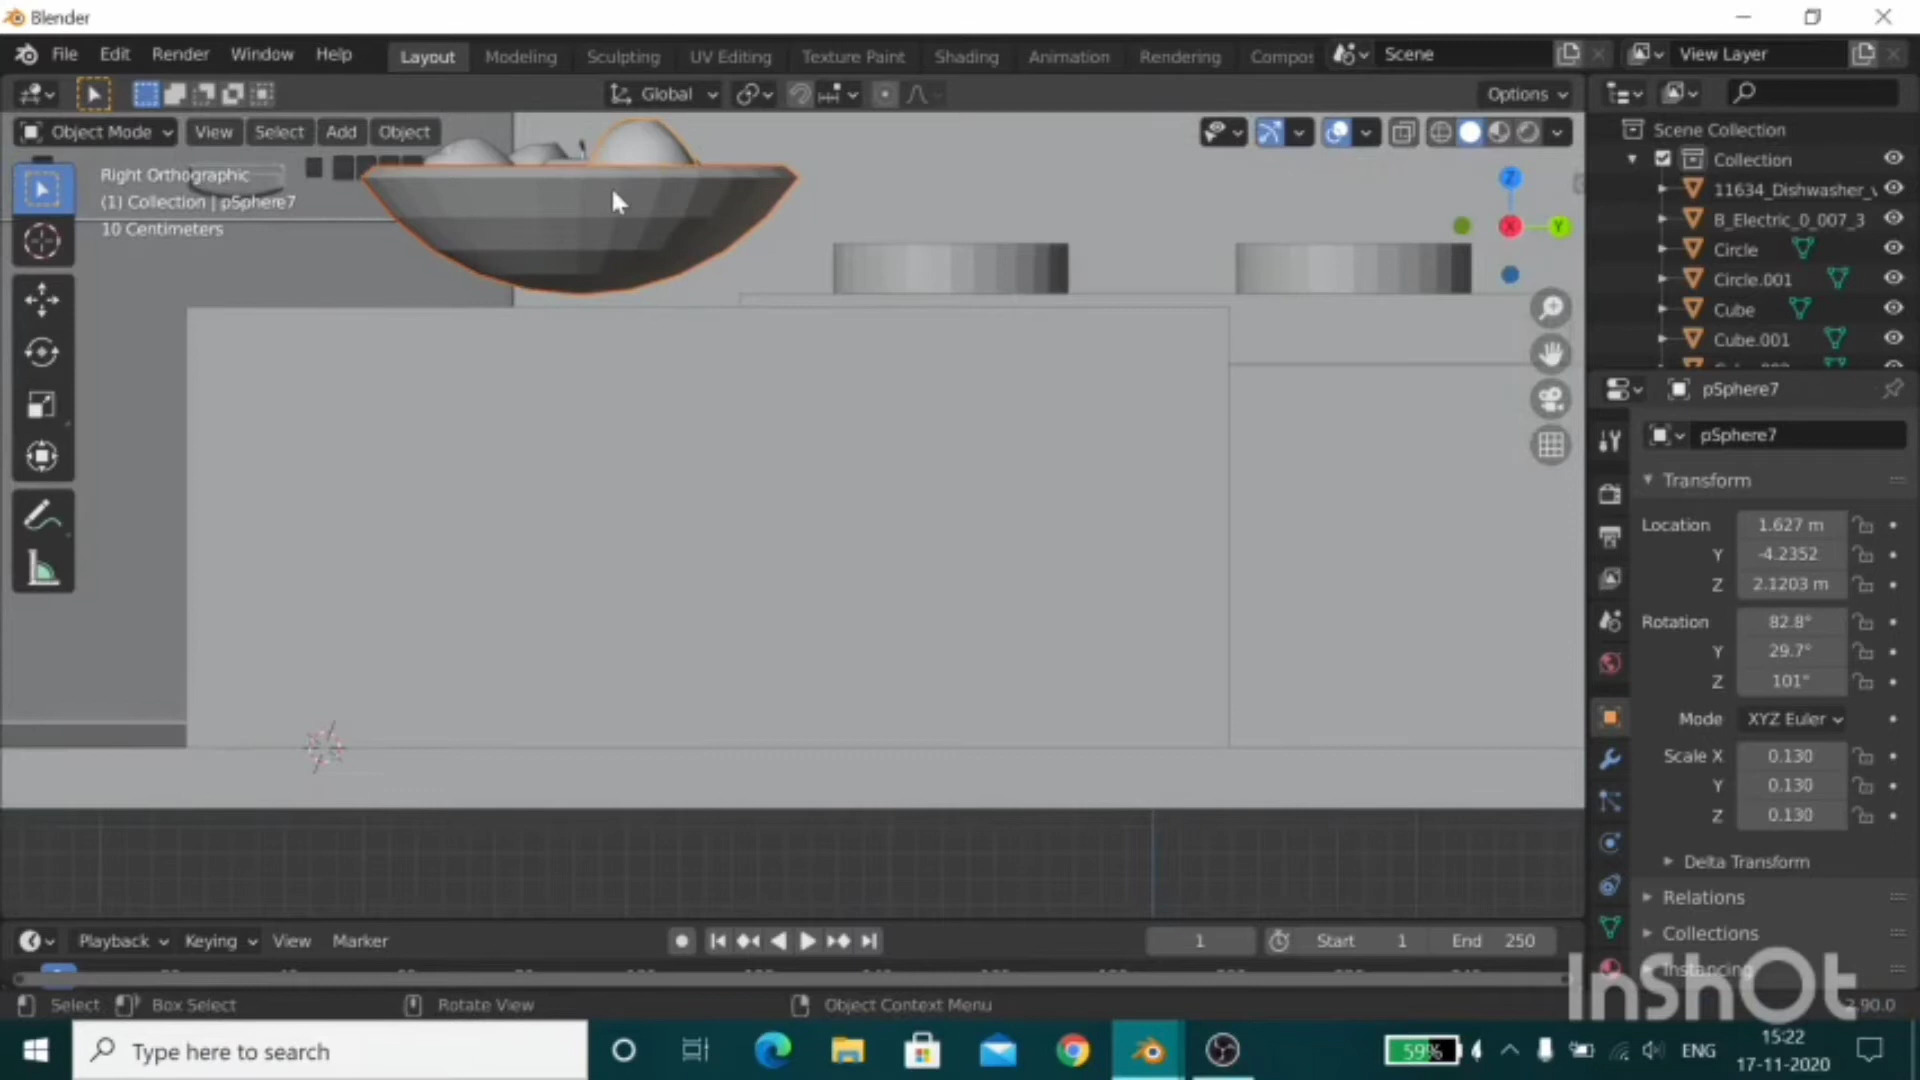 Blender
File Edit Render Window Help
Layout Modeling Sculpting UV Editing Texture Paint Shading Animation Rendering Compos
Scene
View Layer
Global
Options
Object Mode View Select Add Object
Right Orthographic
(1) Collection | pSphere7
10 Centimeters
Z
X
Y
Scene Collection
Collection
11634_Dishwasher_v
B_Electric_0_007_3
Circle
Circle.001
Cube
Cube.001
pSphere7
pSphere7
Transform
Location 1.627 m
Y -4.2352
Z 2.1203 m
Rotation 82.8°
Y 29.7°
Z 101°
Mode XYZ Euler
Scale X 0.130
Y 0.130
Z 0.130
Delta Transform
Relations
Collections
Instancing
Playback Keying View Marker
1
Start 1 End 250
Select Box Select Rotate View Object Context Menu
InShOt
2.90.0
Type here to search
59%
ENG
15:22
17-11-2020